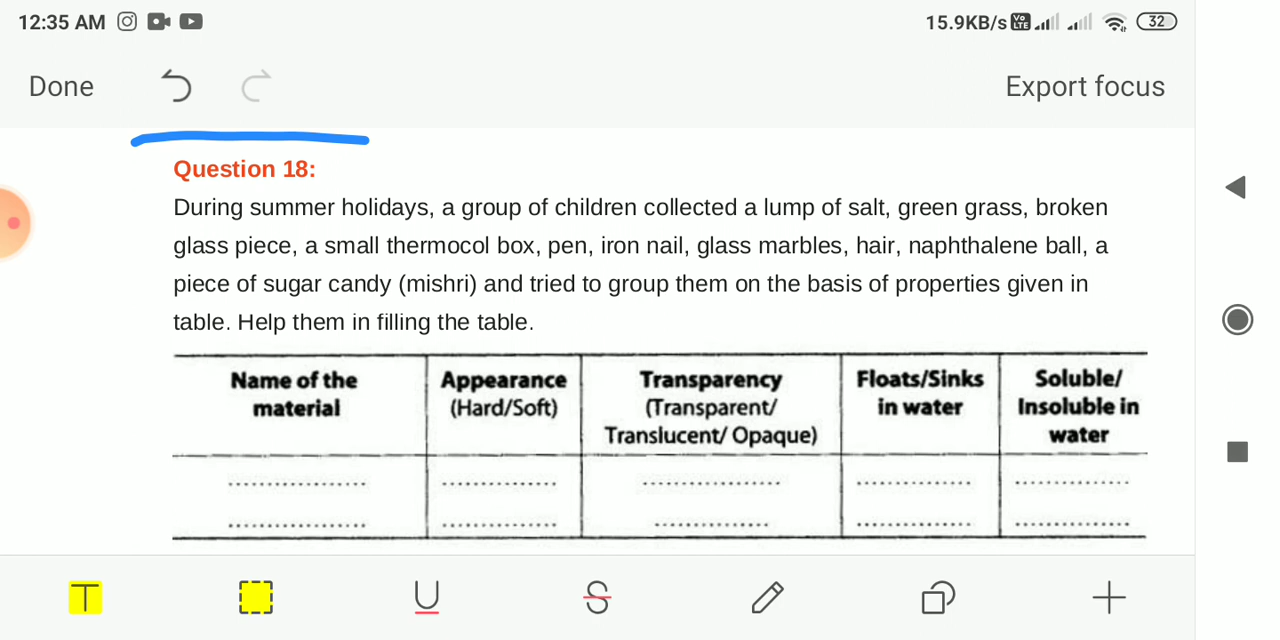 12:35 AM 15.9KB/s Vo LTE 32
Done Export focus
Question 18:
During summer holidays, a group of children collected a lump of salt, green grass, broken
glass piece, a small thermocol box, pen, iron nail, glass marbles, hair, naphthalene ball, a
piece of sugar candy (mishri) and tried to group them on the basis of properties given in
table. Help them in filling the table.
Name of the material Appearance (Hard/Soft) Transparency (Transparent/ Translucent/ Opaque) Floats/Sinks in water Soluble/ Insoluble in water
T U S